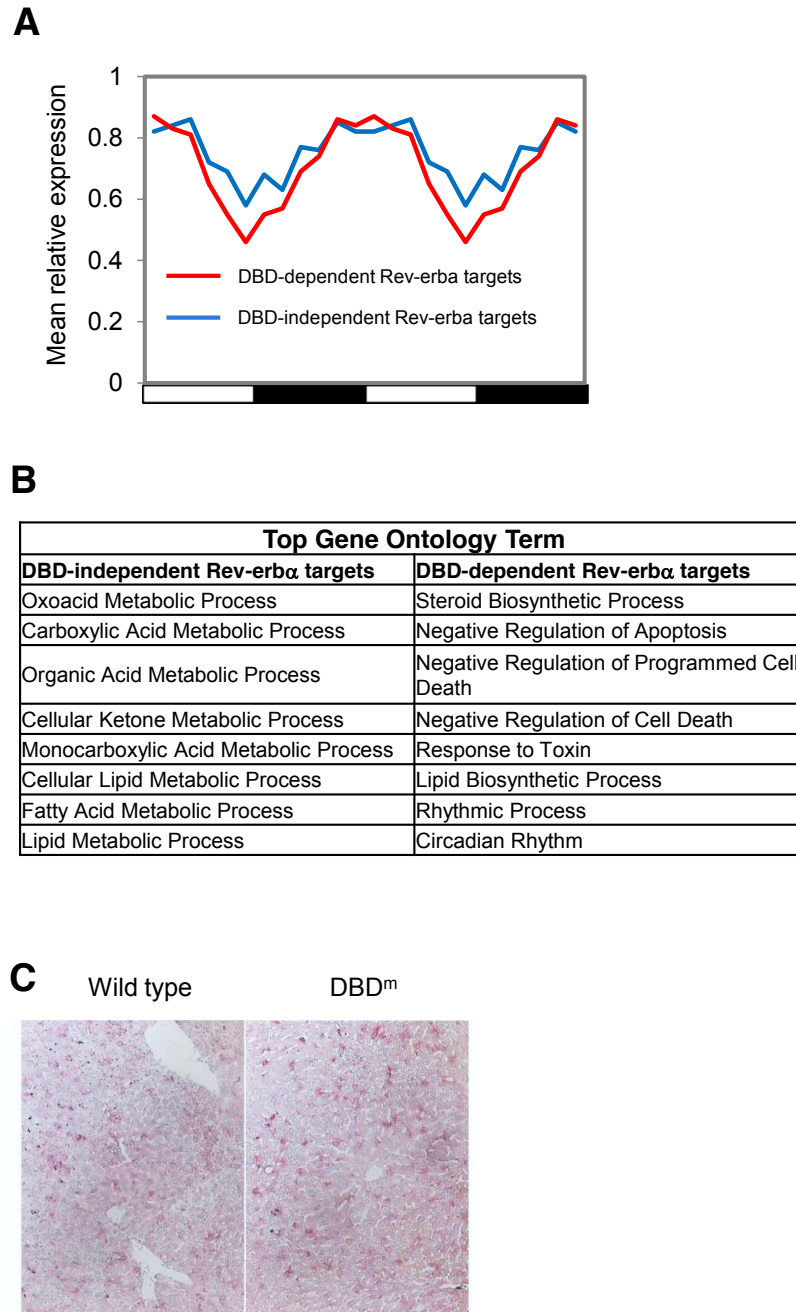 A
Mean relative expression
1
0.8
0.6
0.4
0.2
0
DBD-dependent Rev-erba targets
DBD-independent Rev-erba targets
B
Top Gene Ontology Term
DBD-independent Rev-erbα targets DBD-dependent Rev-erbα targets
Oxoacid Metabolic Process Steroid Biosynthetic Process
Carboxylic Acid Metabolic Process Negative Regulation of Apoptosis
Organic Acid Metabolic Process Negative Regulation of Programmed Cell
Death
Cellular Ketone Metabolic Process Negative Regulation of Cell Death
Monocarboxylic Acid Metabolic Process Response to Toxin
Cellular Lipid Metabolic Process Lipid Biosynthetic Process
Fatty Acid Metabolic Process Rhythmic Process
Lipid Metabolic Process Circadian Rhythm
C
Wild type DBDᵐ